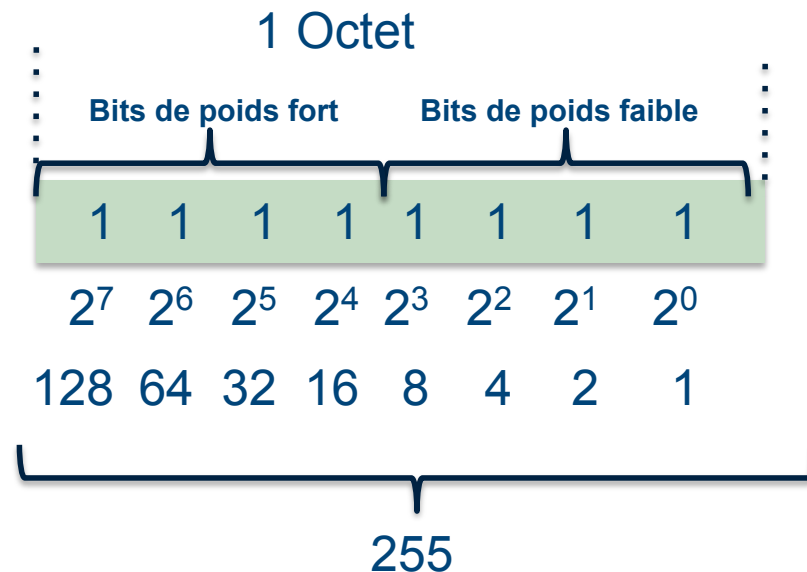 1 Octet
Bits de poids fort Bits de poids faible
1 1 1 1 1 1 1 1
2⁷ 2⁶ 2⁵ 2⁴ 2³ 2² 2¹ 2⁰
128 64 32 16 8 4 2 1
255